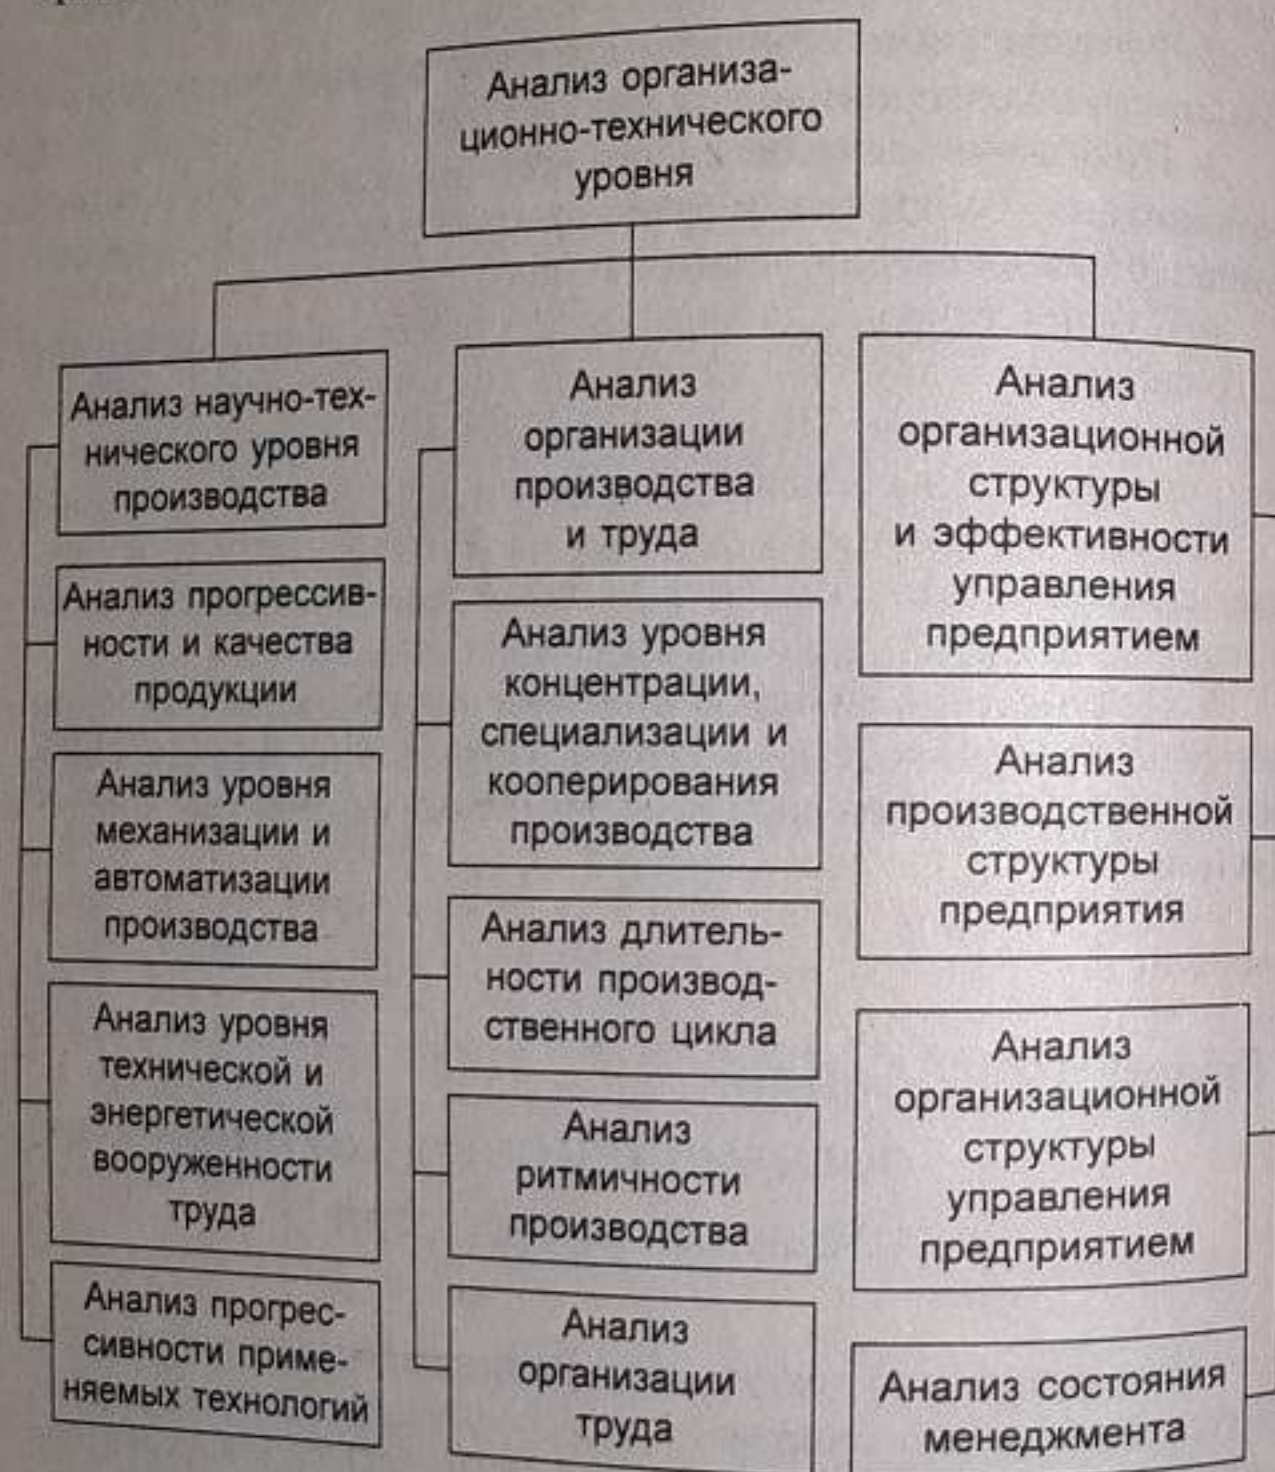 Анализ организа-
ционно-технического
уровня
Анализ научно-тех-
нического уровня
производства
Анализ прогрессив-
ности и качества
продукции
Анализ уровня
механизации и
автоматизации
производства
Анализ уровня
технической и
энергетической
вооруженности
труда
Анализ прогрес-
сивности приме-
няемых технологий
Анализ
организации
производства
и труда
Анализ уровня
концентрации,
специализации и
кооперирования
производства
Анализ длитель-
ности производ-
ственного цикла
Анализ
ритмичности
производства
Анализ
организации
труда
Анализ
организационной
структуры
и эффективности
управления
предприятием
Анализ
производственной
структуры
предприятия
Анализ
организационной
структуры
управления
предприятием
Анализ состояния
менеджмента